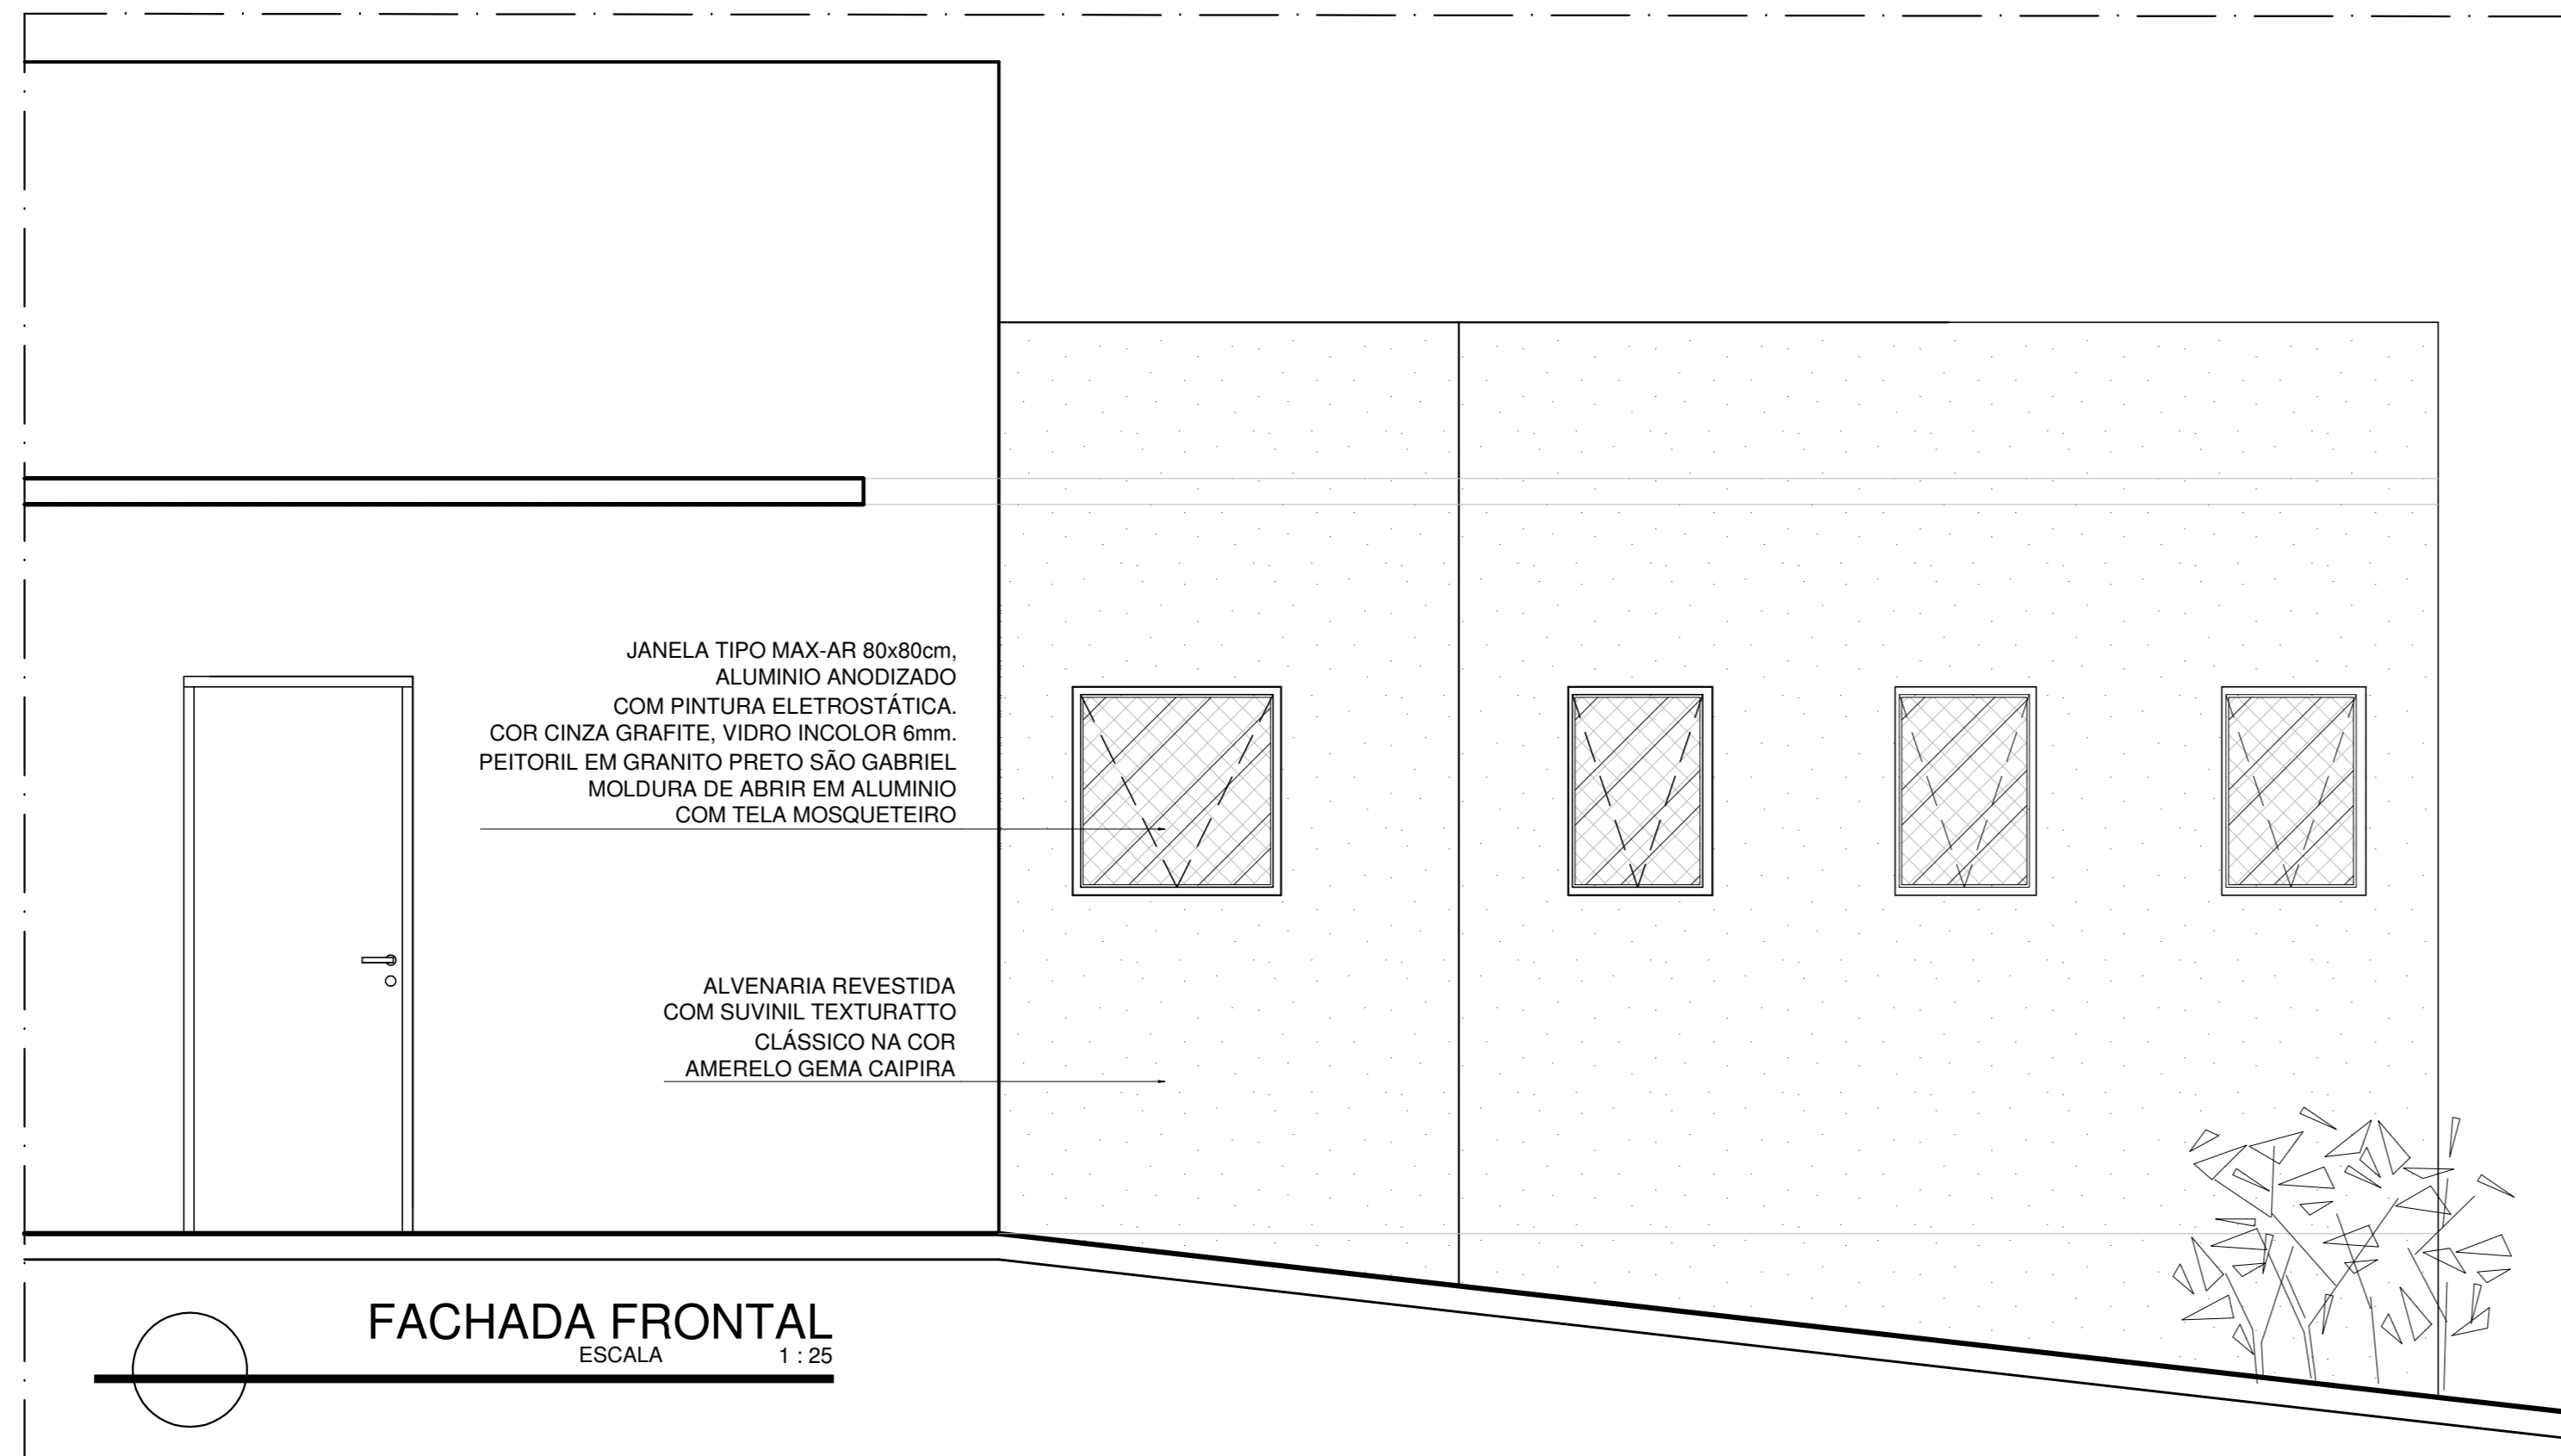 JANELA TIPO MAX-AR 80x80cm,
ALUMINIO ANODIZADO
COM PINTURA ELETROSTÁTICA.
COR CINZA GRAFITE, VIDRO INCOLOR 6mm.
PEITORIL EM GRANITO PRETO SÃO GABRIEL
MOLDURA DE ABRIR EM ALUMINIO
COM TELA MOSQUETEIRO
ALVENARIA REVESTIDA
COM SUVINIL TEXTURATTO
CLÁSSICO NA COR
AMERELO GEMA CAIPIRA
FACHADA FRONTAL
ESCALA 1 : 25